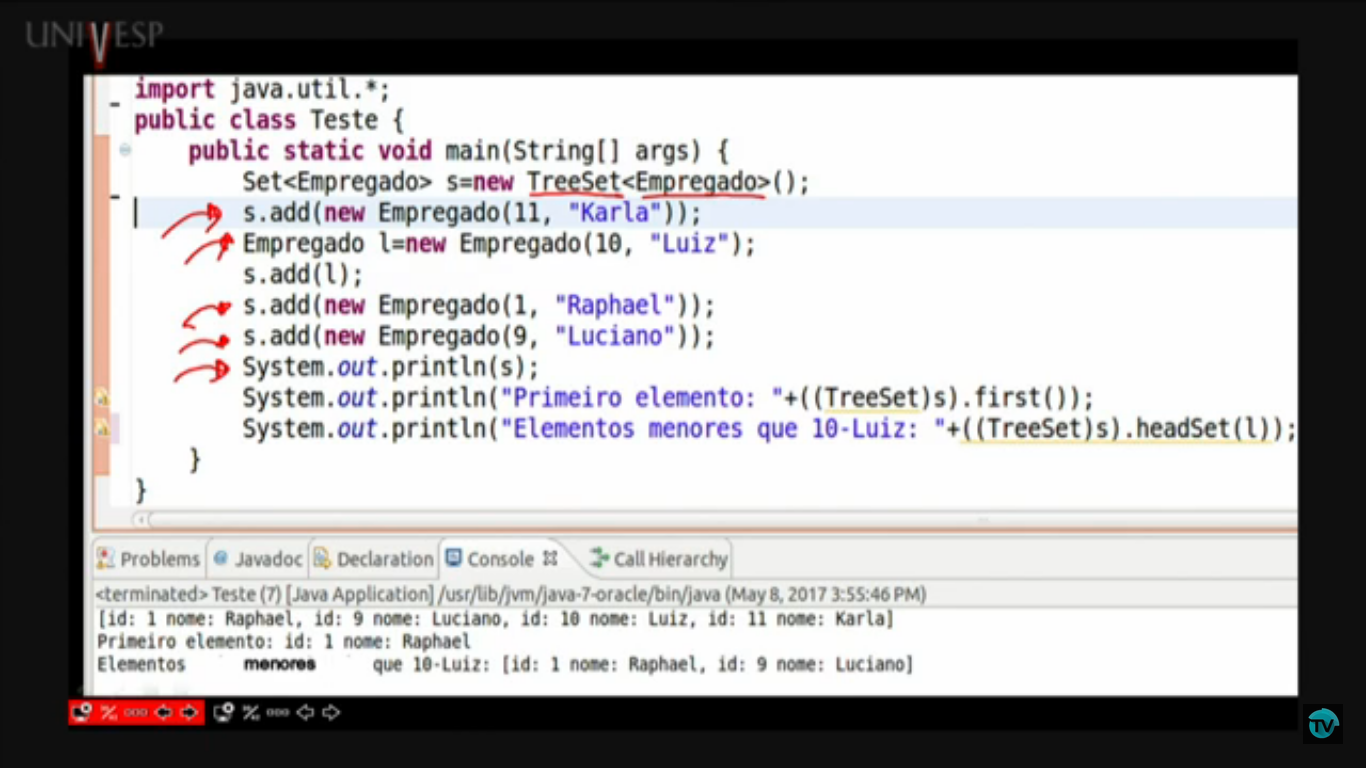 UNIVESP
import java.util.*;
public class Teste {
public static void main(String[] args) {
Set<Empregado> s=new TreeSet<Empregado>();
s.add(new Empregado(11, "Karla"));
Empregado l=new Empregado(10, "Luiz");
s.add(l);
s.add(new Empregado(1, "Raphael"));
s.add(new Empregado(9, "Luciano"));
System.out.println(s);
System.out.println("Primeiro elemento: "+((TreeSet)s).first());
System.out.println("Elementos menores que 10-Luiz: "+((TreeSet)s).headSet(l));
}
}
Problems Javadoc Declaration Console Call Hierarchy
<terminated> Teste (7) [Java Application] /usr/lib/jvm/java-7-oracle/bin/java (May 8, 2017 3:55:46 PM)
[id: 1 nome: Raphael, id: 9 nome: Luciano, id: 10 nome: Luiz, id: 11 nome: Karla]
Primeiro elemento: id: 1 nome: Raphael
Elementos menores que 10-Luiz: [id: 1 nome: Raphael, id: 9 nome: Luciano]
TV